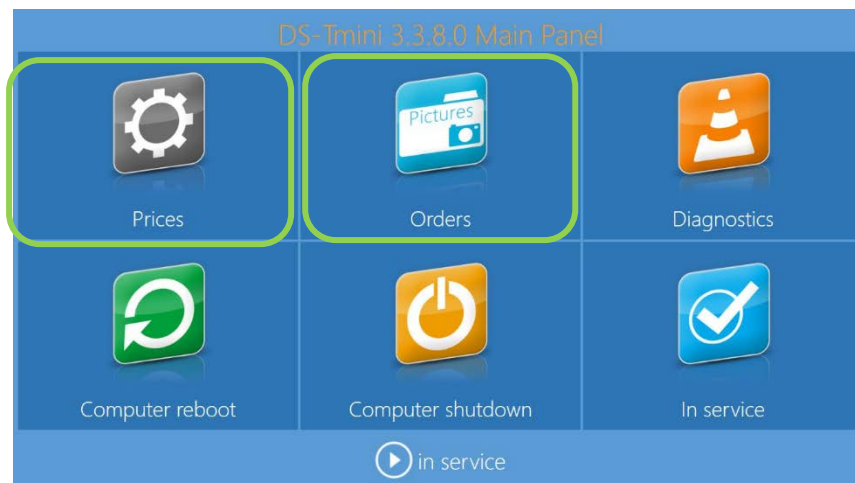 DS-Tmini 3.3.8.0 Main Panel
Pictures
Prices
Orders
Diagnostics
Computer reboot
Computer shutdown
In service
in service